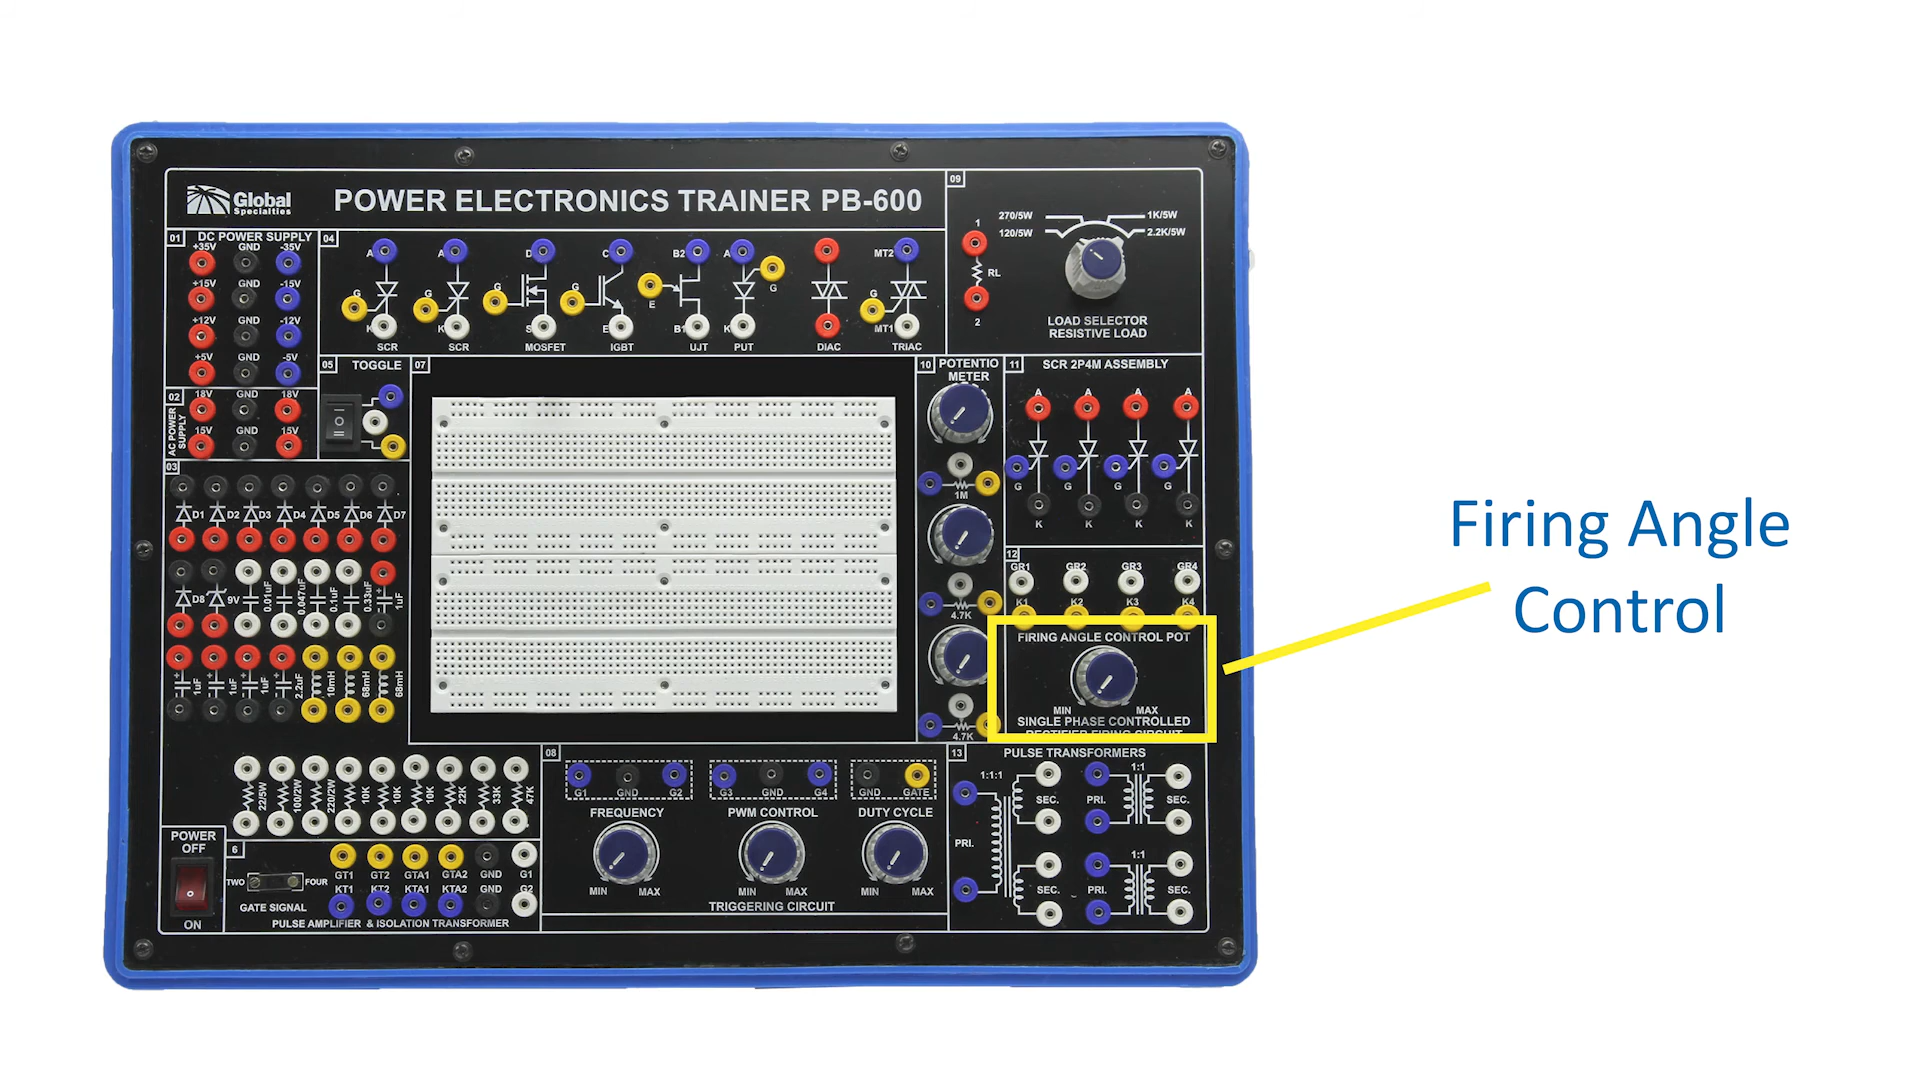 Global
Specialties
POWER ELECTRONICS TRAINER PB-600
01
DC POWER SUPPLY
+35V GND -35V
+15V GND -15V
+12V GND -12V
+5V GND -5V
02
AC POWER
SUPPLY
18V GND 18V
15V GND 15V
03
D1 D2 D3 D4 D5 D6 D7
D8 9V 0.01uF 0.047uF 0.1uF 0.33uF 1uF
1uF 1uF 1uF 2.2uF 10mH 68mH 68mH
22/5W 100/2W 220/2W 10K 10K 10K 22K 33K 47K
04
A A D C B2 A MT2
G G G G E G G
K K S E B1 K MT1
SCR SCR MOSFET IGBT UJT PUT DIAC TRIAC
05 TOGGLE
I
O
II
07
09
270/5W 1K/5W
120/5W 2.2K/5W
1
RL
2
LOAD SELECTOR
RESISTIVE LOAD
10 POTENTIO
METER
1M
4.7K
4.7K
11 SCR 2P4M ASSEMBLY
A A A A
G G G G
K K K K
12
GR1 GR2 GR3 GR4
K1 K2 K3 K4
FIRING ANGLE CONTROL POT
MIN MAX
SINGLE PHASE CONTROLLED
RECTIFIER FIRING CIRCUIT
Firing Angle
Control
POWER
OFF
ON
6
TWO FOUR
GATE SIGNAL
GT1 GT2 GTA1 GTA2 GND G1
KT1 KT2 KTA1 KTA2 GND G2
PULSE AMPLIFIER & ISOLATION TRANSFORMER
08
G1 GND G2 G3 GND G4 GND GATE
FREQUENCY PWM CONTROL DUTY CYCLE
MIN MAX MIN MAX MIN MAX
TRIGGERING CIRCUIT
13 PULSE TRANSFORMERS
1:1:1 1:1
PRI. SEC. PRI. SEC.
1:1
SEC. PRI. SEC.